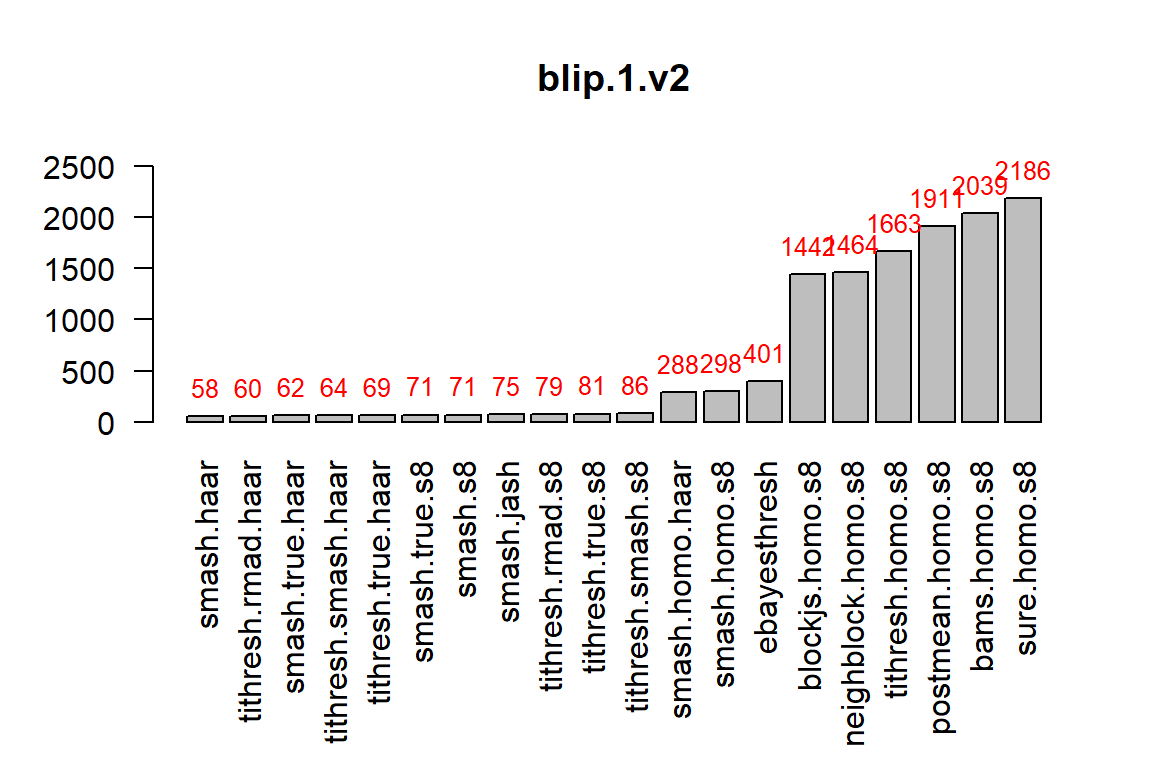 blip.1.v2
2500
2000
1500
1000
500
0
58
60
62
64
69
71
71
75
79
81
86
288
298
401
1442
1464
1663
1911
2039
2186
smash.haar
tithresh.rmad.haar
smash.true.haar
tithresh.smash.haar
tithresh.true.haar
smash.true.s8
smash.s8
smash.jash
tithresh.rmad.s8
tithresh.true.s8
tithresh.smash.s8
smash.homo.haar
smash.homo.s8
ebayesthresh
blockjs.homo.s8
neighblock.homo.s8
tithresh.homo.s8
postmean.homo.s8
bams.homo.s8
sure.homo.s8